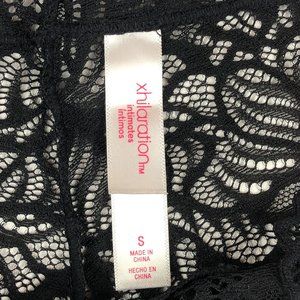 xhilaration™
intimates
íntimos
S
MADE IN
CHINA
HECHO EN
CHINA